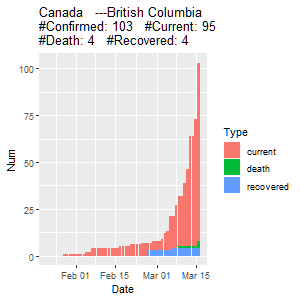 Canada   ---British Columbia
#Confirmed: 103   #Current: 95
#Death: 4   #Recovered: 4
100
75
50
25
0
Num
Feb 01
Feb 15
Mar 01
Mar 15
Date
Type
current
death
recovered